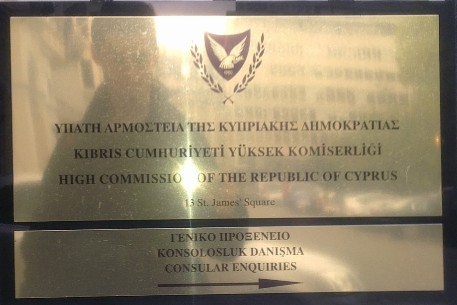 ΥΠΑΤΗ ΑΡΜΟΣΤΕΙΑ ΤΗΣ ΚΥΠΡΙΑΚΗΣ ΔΗΜΟΚΡΑΤΙΑΣ
KIBRIS CUMHURİYETİ YÜKSEK KOMİSERLİĞİ
HIGH COMMISSION OF THE REPUBLIC OF CYPRUS
13 St. James' Square
ΓΕΝΙΚΟ ΠΡΟΞΕΝΕΙΟ
KONSOLOSLUK DANIŞMA
CONSULAR ENQUIRIES